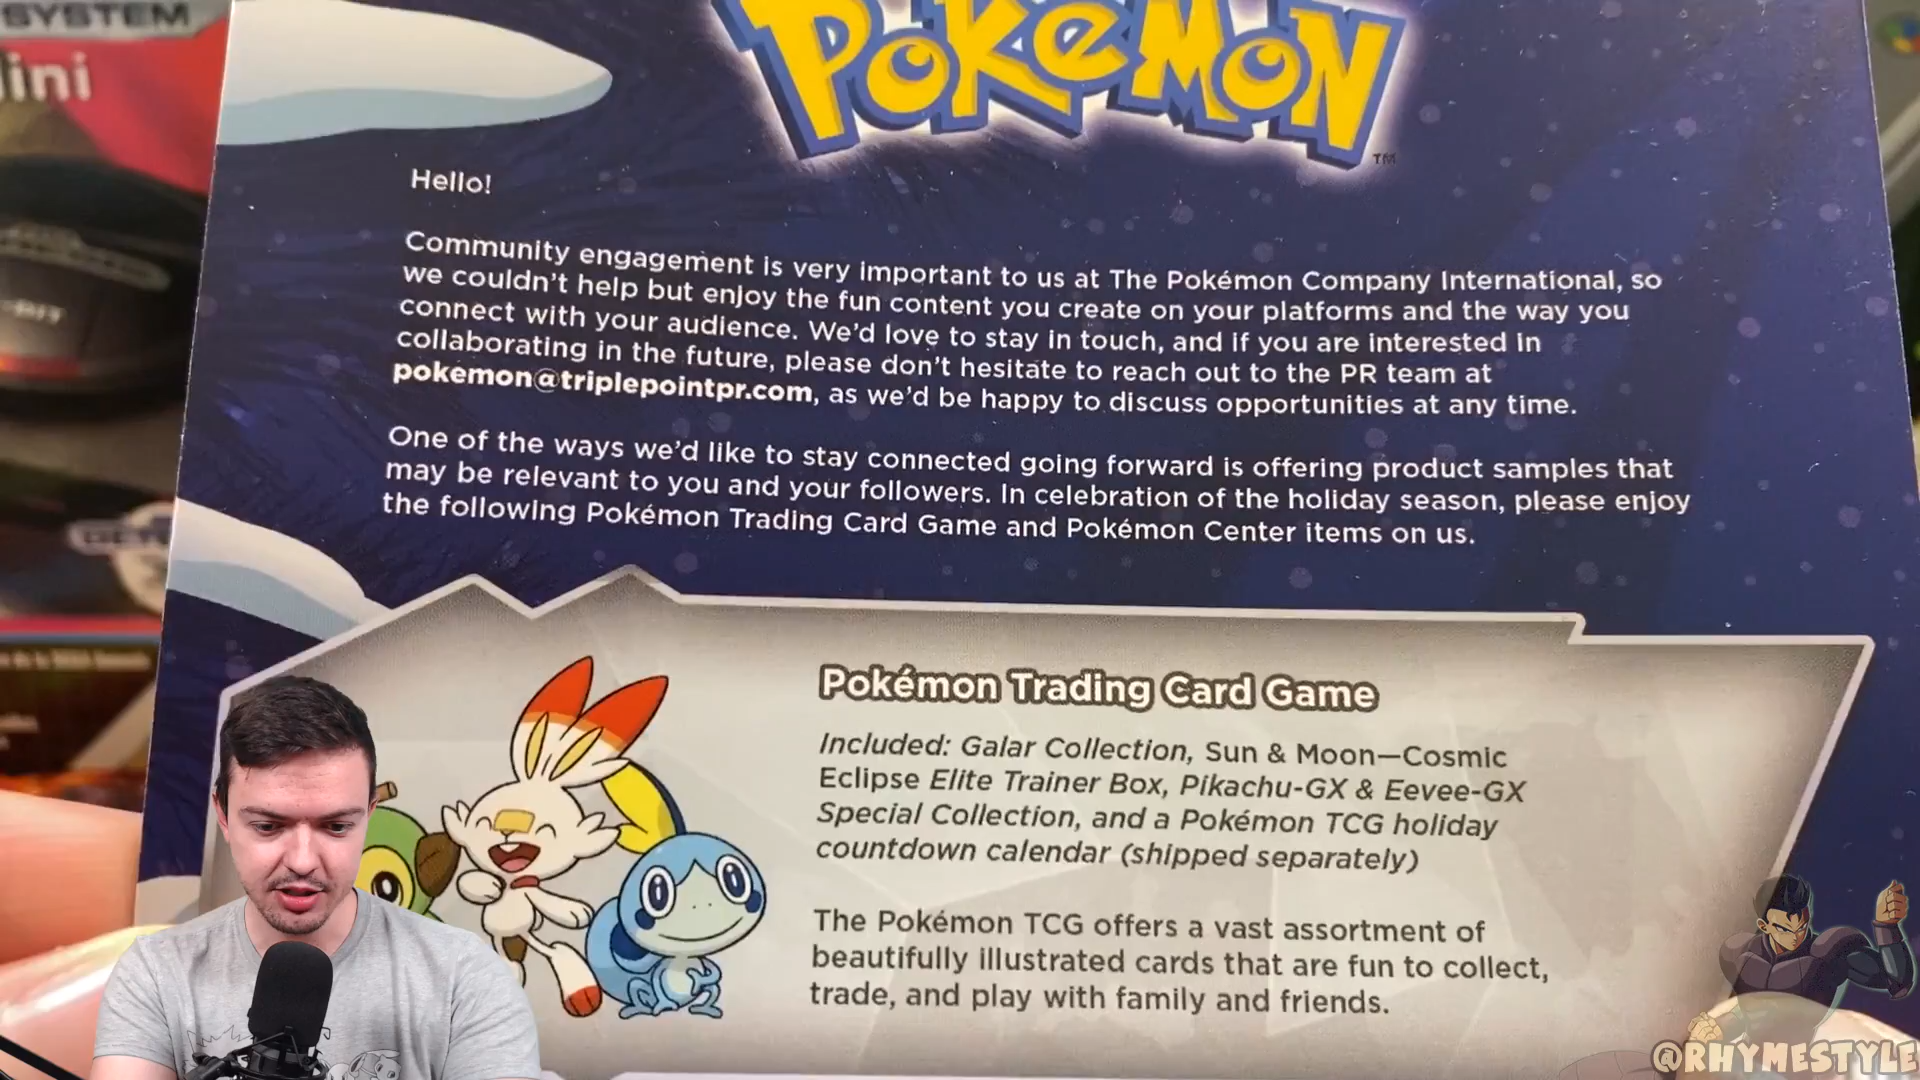 SYSTEM
ini
POKéMON
TM
Hello!
Community engagement is very important to us at The Pokémon Company International, so
we couldn't help but enjoy the fun content you create on your platforms and the way you
connect with your audience. We'd love to stay in touch, and if you are interested in
collaborating in the future, please don't hesitate to reach out to the PR team at
pokemon@triplepointpr.com, as we'd be happy to discuss opportunities at any time.
One of the ways we'd like to stay connected going forward is offering product samples that
may be relevant to you and your followers. In celebration of the holiday season, please enjoy
the following Pokémon Trading Card Game and Pokémon Center items on us.
Pokémon Trading Card Game
Included: Galar Collection, Sun & Moon—Cosmic
Eclipse Elite Trainer Box, Pikachu-GX & Eevee-GX
Special Collection, and a Pokémon TCG holiday
countdown calendar (shipped separately)
The Pokémon TCG offers a vast assortment of
beautifully illustrated cards that are fun to collect,
trade, and play with family and friends.
@RHYMESTYLE